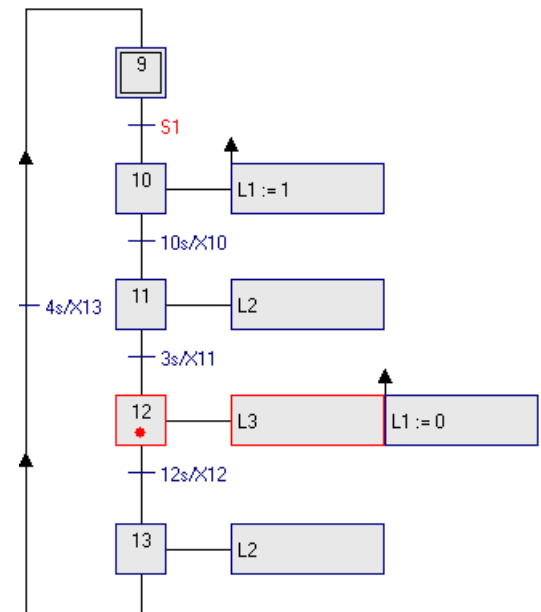 9
S1
10
L1 := 1
10s/X10
11
L2
4s/X13
3s/X11
12
L3
L1 := 0
12s/X12
13
L2